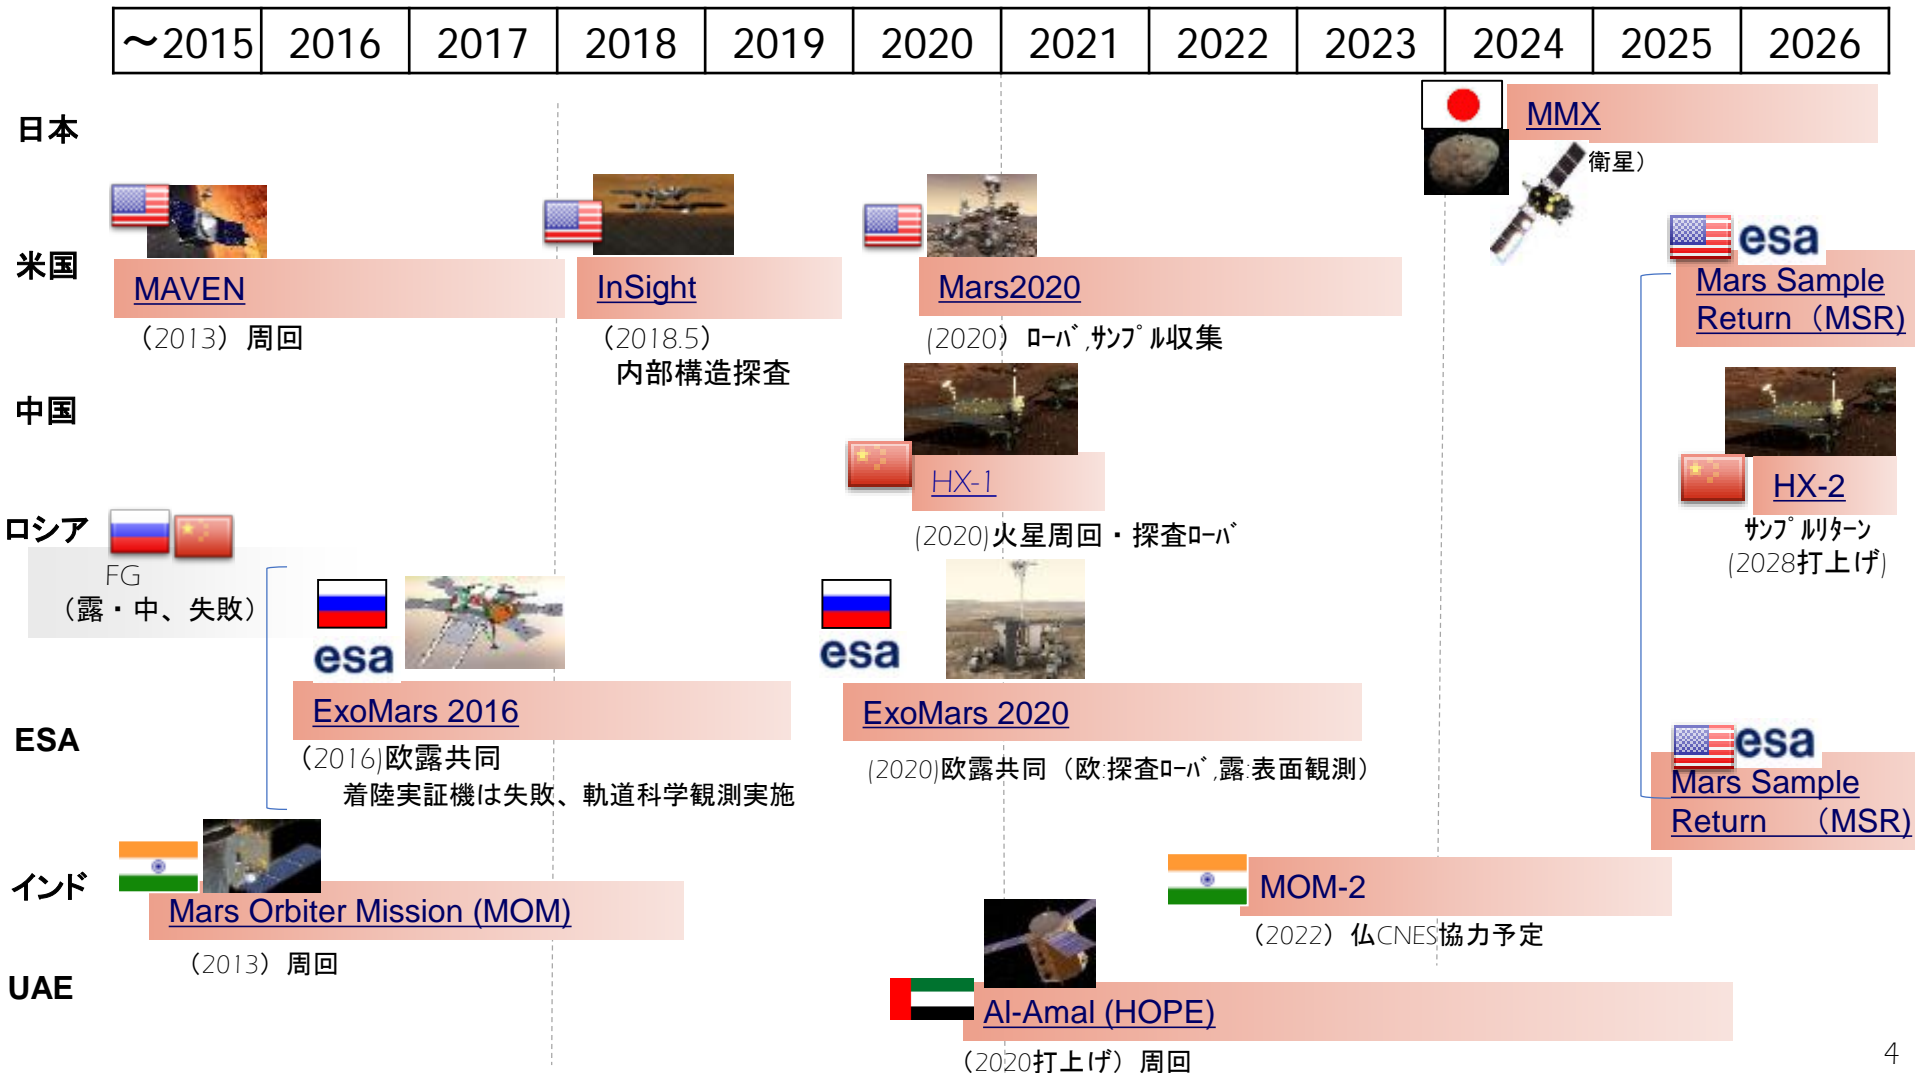 ～2015 2016 2017 2018 2019 2020 2021 2022 2023 2024 2025 2026
日本
MMX
衛星）
米国
MAVEN
（2013）周回
InSight
（2018.5）
内部構造探査
Mars2020
(2020）ﾛｰﾊﾞ,ｻﾝﾌﾟﾙ収集
esa
Mars Sample
Return（MSR)
中国
HX-1
(2020)火星周回・探査ﾛｰﾊﾞ
HX-2
ｻﾝﾌﾟﾙﾘﾀｰﾝ
(2028打上げ)
ロシア
FG
（露・中、失敗）
esa
esa
ESA
ExoMars 2016
（2016)欧露共同
着陸実証機は失敗、軌道科学観測実施
ExoMars 2020
(2020)欧露共同（欧:探査ﾛｰﾊﾞ,露:表面観測）
esa
Mars Sample
Return （MSR)
インド
Mars Orbiter Mission (MOM)
（2013）周回
MOM-2
（2022）仏CNES協力予定
UAE
Al-Amal (HOPE)
（2020打上げ）周回
4